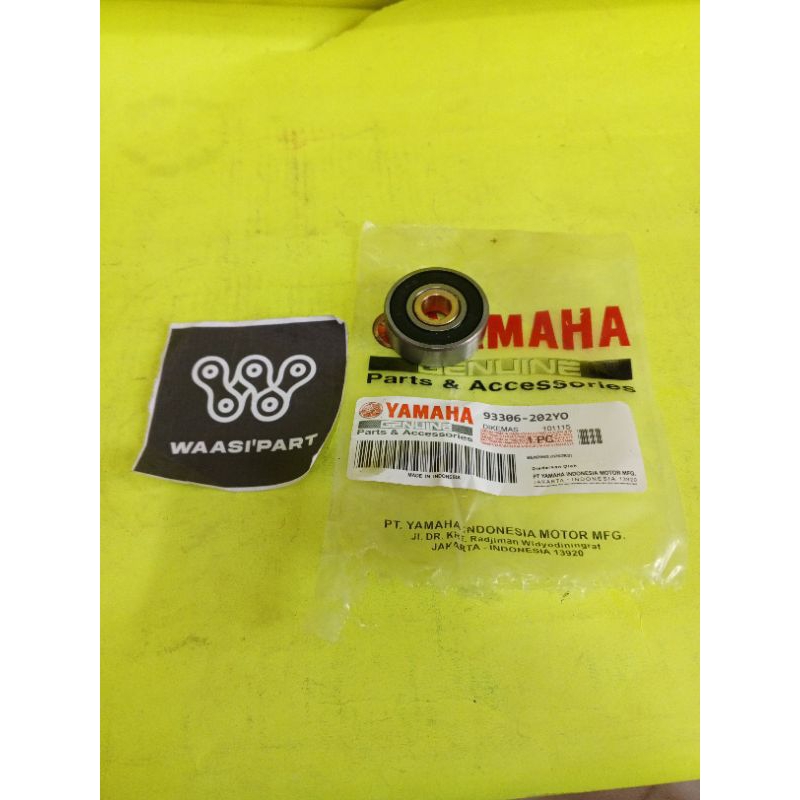 WAASI'PART
YAMAHA
GENUINE
Parts & Accessories
YAMAHA
GENUINE
Parts & Accessories
MADE IN INDONESIA
93306-202Y0
DIKEMAS 101115
1 PC
PT YAMAHA INDONESIA MOTOR MFG.
JAKARTA - INDONESIA 13920
PT. YAMAHA INDONESIA MOTOR MFG.
Jl. DR. KRT. Radjiman Widyodiningrat
JAKARTA - INDONESIA 13920